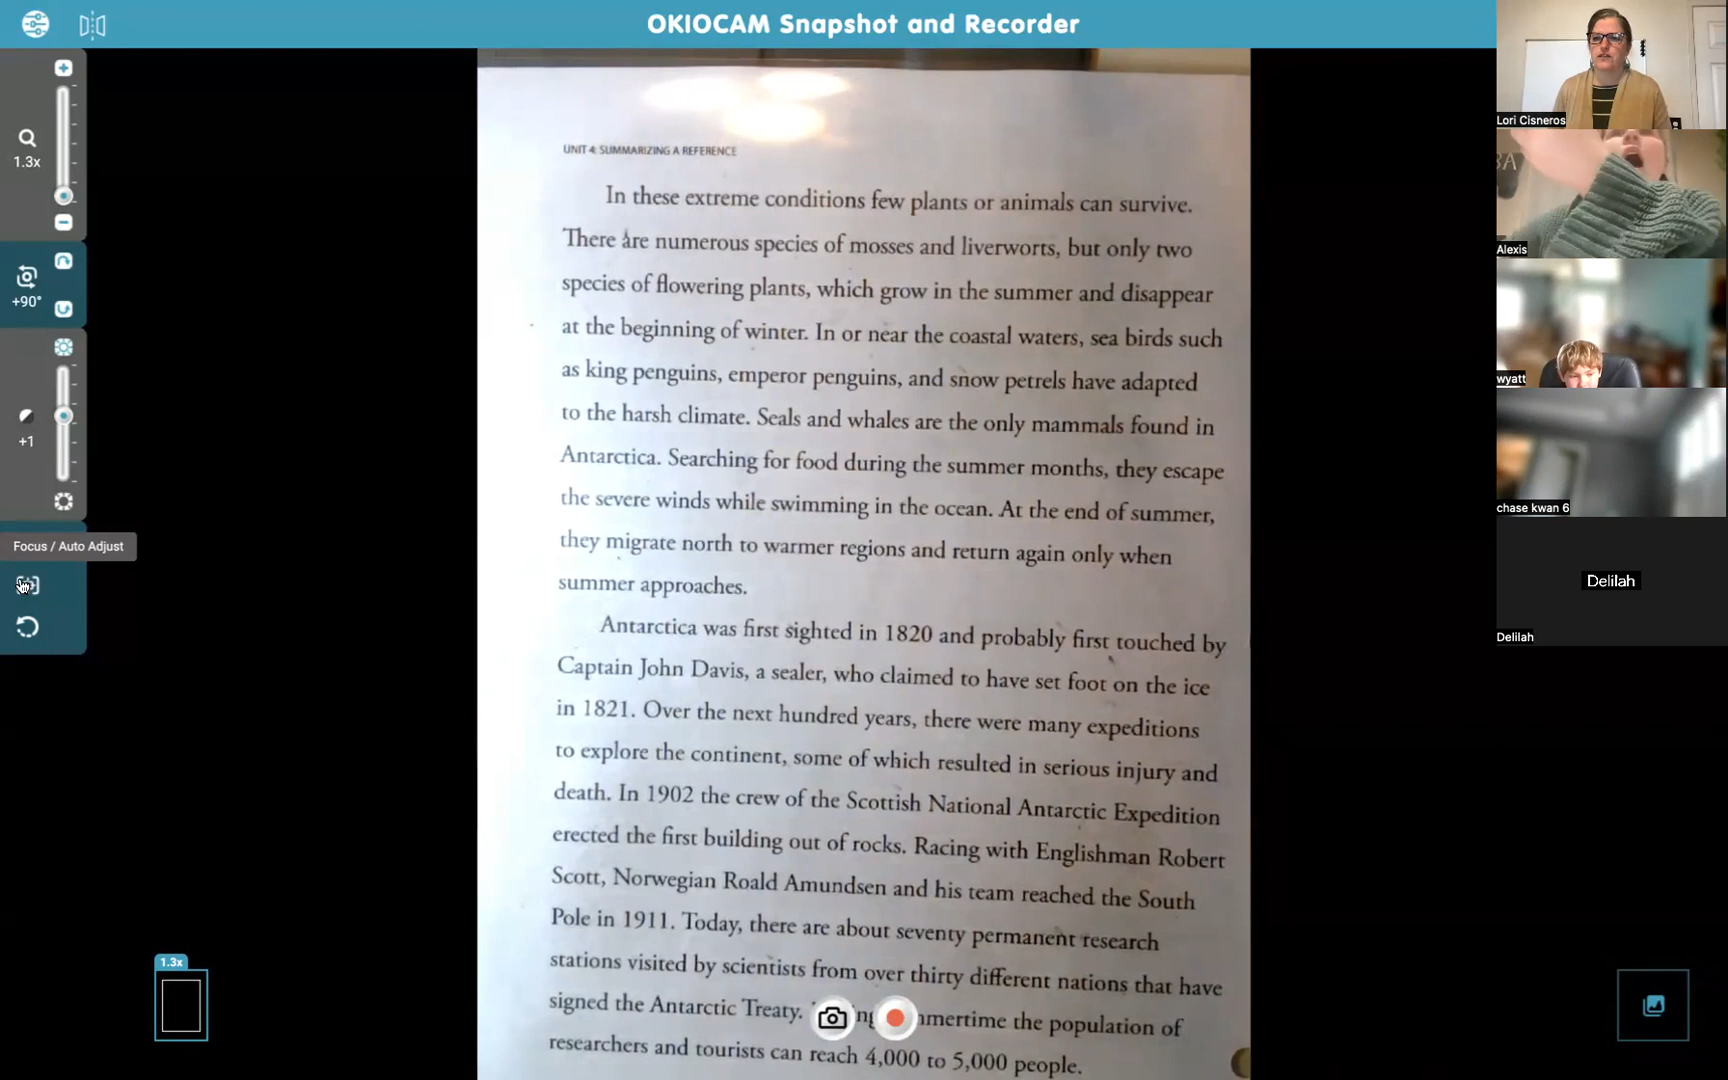 OKIOCAM Snapshot and Recorder
1.3x
+90°
+1
Focus / Auto Adjust
1.3x
UNIT 4: SUMMARIZING A REFERENCE
In these extreme conditions few plants or animals can survive.
There are numerous species of mosses and liverworts, but only two
species of flowering plants, which grow in the summer and disappear
at the beginning of winter. In or near the coastal waters, sea birds such
as king penguins, emperor penguins, and snow petrels have adapted
to the harsh climate. Seals and whales are the only mammals found in
Antarctica. Searching for food during the summer months, they escape
the severe winds while swimming in the ocean. At the end of summer,
they migrate north to warmer regions and return again only when
summer approaches.
Antarctica was first sighted in 1820 and probably first touched by
Captain John Davis, a sealer, who claimed to have set foot on the ice
in 1821. Over the next hundred years, there were many expeditions
to explore the continent, some of which resulted in serious injury and
death. In 1902 the crew of the Scottish National Antarctic Expedition
erected the first building out of rocks. Racing with Englishman Robert
Scott, Norwegian Roald Amundsen and his team reached the South
Pole in 1911. Today, there are about seventy permanent research
stations visited by scientists from over thirty different nations that have
signed the Antarctic Treaty. the population of
researchers and tourists can reach 4,000 to 5,000 people.
Lori Cisneros
Alexis
wyatt
chase kwan 6
Delilah
Delilah